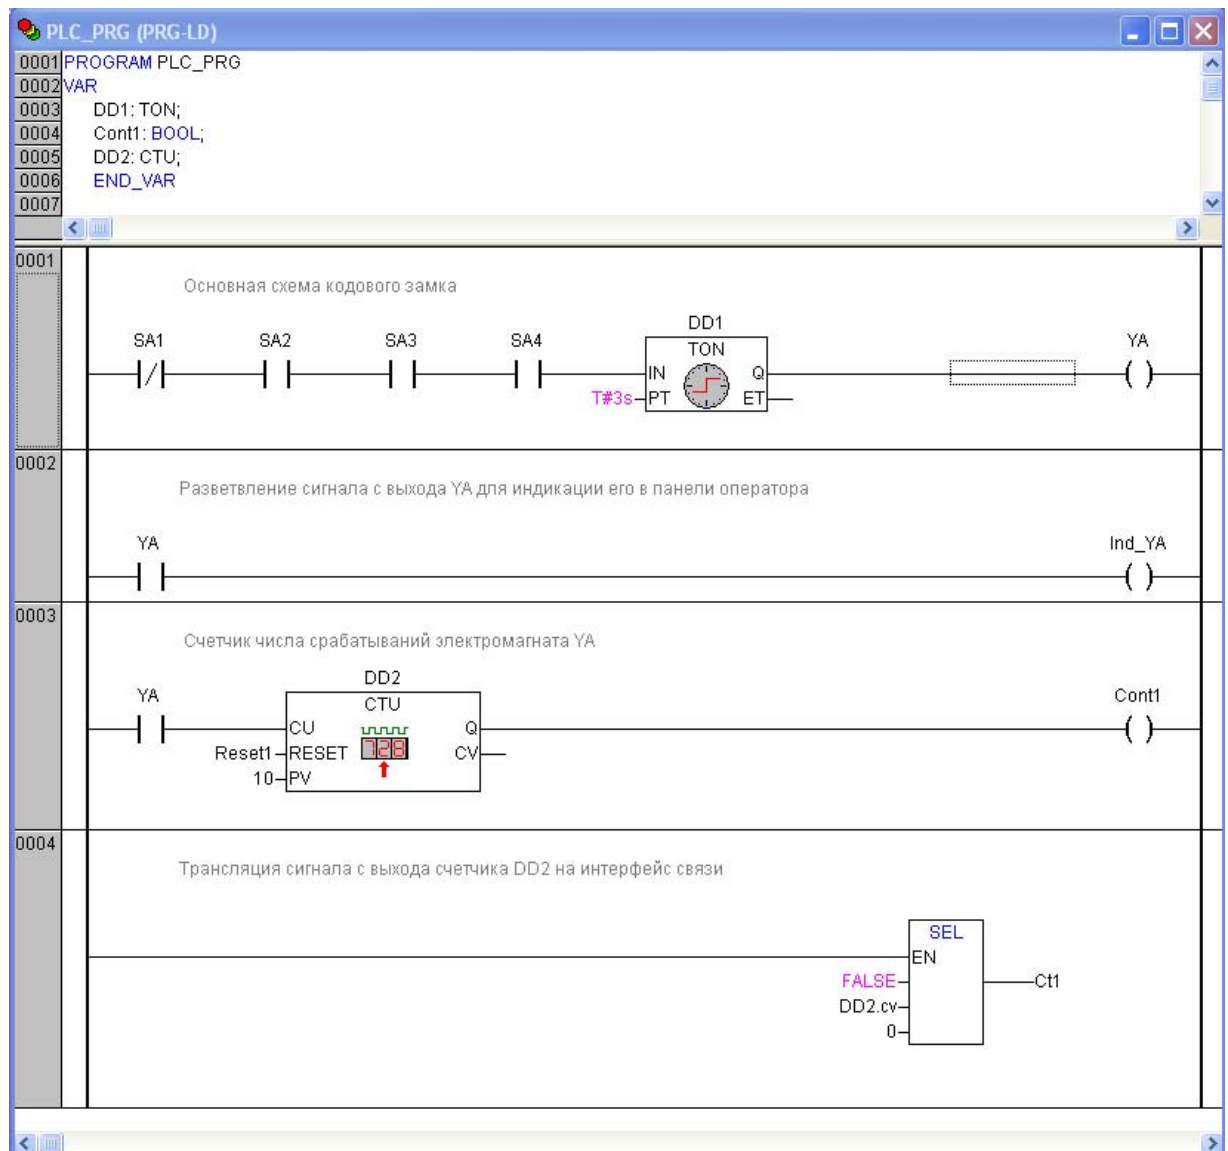 PLC_PRG (PRG-LD)
0001 PROGRAM PLC_PRG
0002 VAR
0003 DD1: TON;
0004 Cont1: BOOL;
0005 DD2: CTU;
0006 END_VAR
0007
0001
Основная схема кодового замка
SA1 SA2 SA3 SA4 DD1 YA
TON
IN Q
T#3s PT ET
0002
Разветвление сигнала с выхода YA для индикации его в панели оператора
YA Ind_YA
0003
Счетчик числа срабатываний электромагната YA
DD2
YA CTU Cont1
CU Q
Reset1 RESET 728 CV
10 PV
0004
Трансляция сигнала с выхода счетчика DD2 на интерфейс связи
SEL
EN
FALSE Ct1
DD2.cv
0